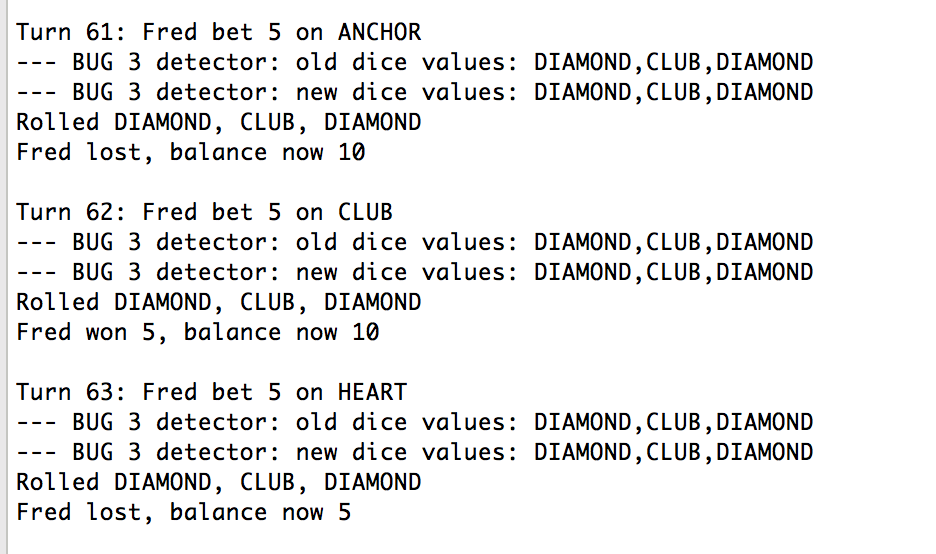 Turn 61: Fred bet 5 on ANCHOR
--- BUG 3 detector: old dice values: DIAMOND,CLUB,DIAMOND
--- BUG 3 detector: new dice values: DIAMOND,CLUB,DIAMOND
Rolled DIAMOND, CLUB, DIAMOND
Fred lost, balance now 10
Turn 62: Fred bet 5 on CLUB
--- BUG 3 detector: old dice values: DIAMOND,CLUB,DIAMOND
--- BUG 3 detector: new dice values: DIAMOND,CLUB,DIAMOND
Rolled DIAMOND, CLUB, DIAMOND
Fred won 5, balance now 10
Turn 63: Fred bet 5 on HEART
--- BUG 3 detector: old dice values: DIAMOND,CLUB,DIAMOND
--- BUG 3 detector: new dice values: DIAMOND,CLUB,DIAMOND
Rolled DIAMOND, CLUB, DIAMOND
Fred lost, balance now 5